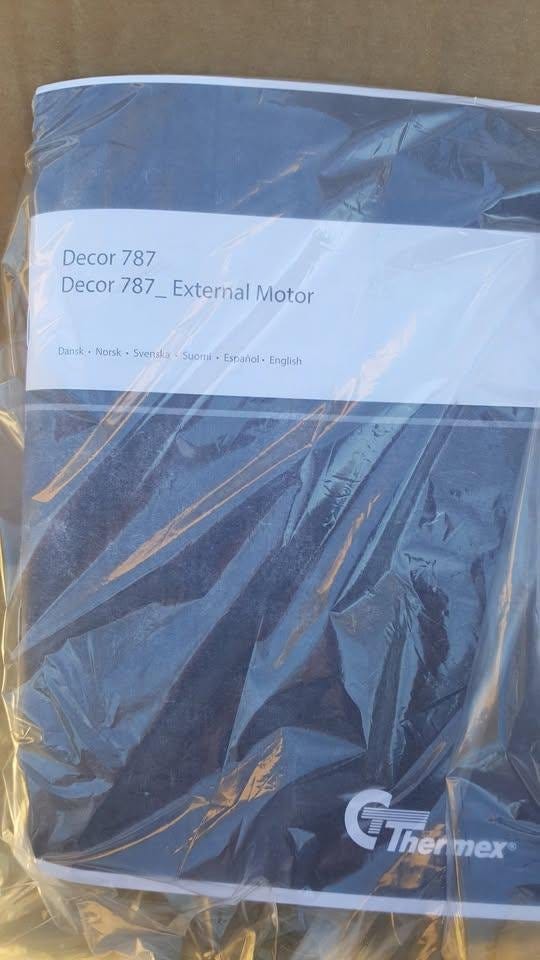 Decor 787
Decor 787_ External Motor
Dansk • Norsk • Svenska • Suomi • Español • English
Thermex®